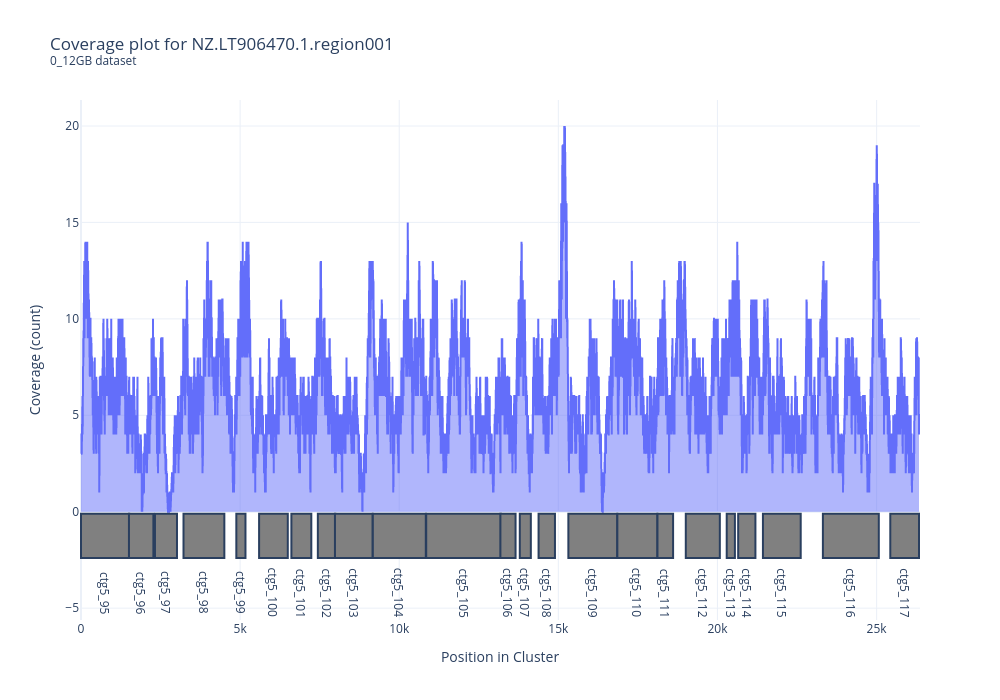 Coverage plot for NZ.LT906470.1.region001
0_12GB dataset
20
15
10
5
0
−5
Coverage (count)
ctg5_95
ctg5_96
ctg5_97
ctg5_98
ctg5_99
ctg5_100
ctg5_101
ctg5_102
ctg5_103
ctg5_104
ctg5_105
ctg5_106
ctg5_107
ctg5_108
ctg5_109
ctg5_110
ctg5_111
ctg5_112
ctg5_113
ctg5_114
ctg5_115
ctg5_116
ctg5_117
0
5k
10k
15k
20k
25k
Position in Cluster